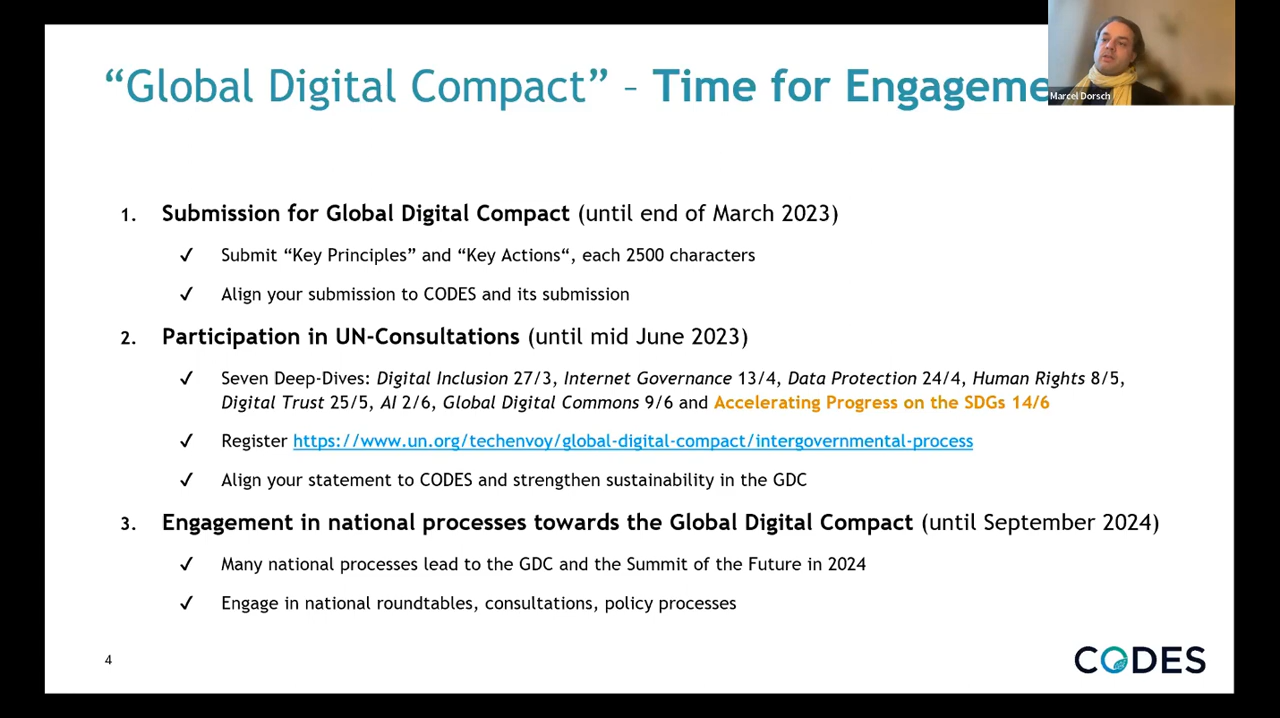 “Global Digital Compact” – Time for Engageme
Marcel Dorsch
1. Submission for Global Digital Compact (until end of March 2023)
✓ Submit “Key Principles” and “Key Actions“, each 2500 characters
✓ Align your submission to CODES and its submission
2. Participation in UN-Consultations (until mid June 2023)
✓ Seven Deep-Dives: Digital Inclusion 27/3, Internet Governance 13/4, Data Protection 24/4, Human Rights 8/5,
Digital Trust 25/5, AI 2/6, Global Digital Commons 9/6 and Accelerating Progress on the SDGs 14/6
✓ Register https://www.un.org/techenvoy/global-digital-compact/intergovernmental-process
✓ Align your statement to CODES and strengthen sustainability in the GDC
3. Engagement in national processes towards the Global Digital Compact (until September 2024)
✓ Many national processes lead to the GDC and the Summit of the Future in 2024
✓ Engage in national roundtables, consultations, policy processes
4
CODES